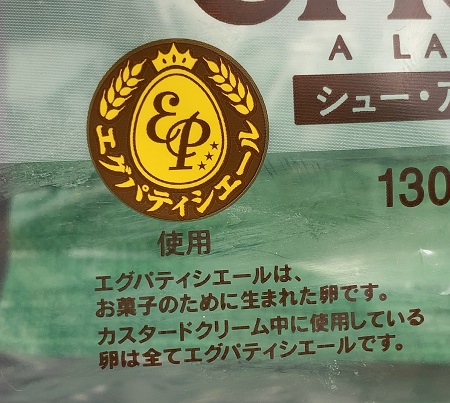 A LA
シュー・ア
EP
エグパティシエール
130
使用
エグパティシエールは、
お菓子のために生まれた卵です。
カスタードクリーム中に使用している
卵は全てエグパティシエールです。